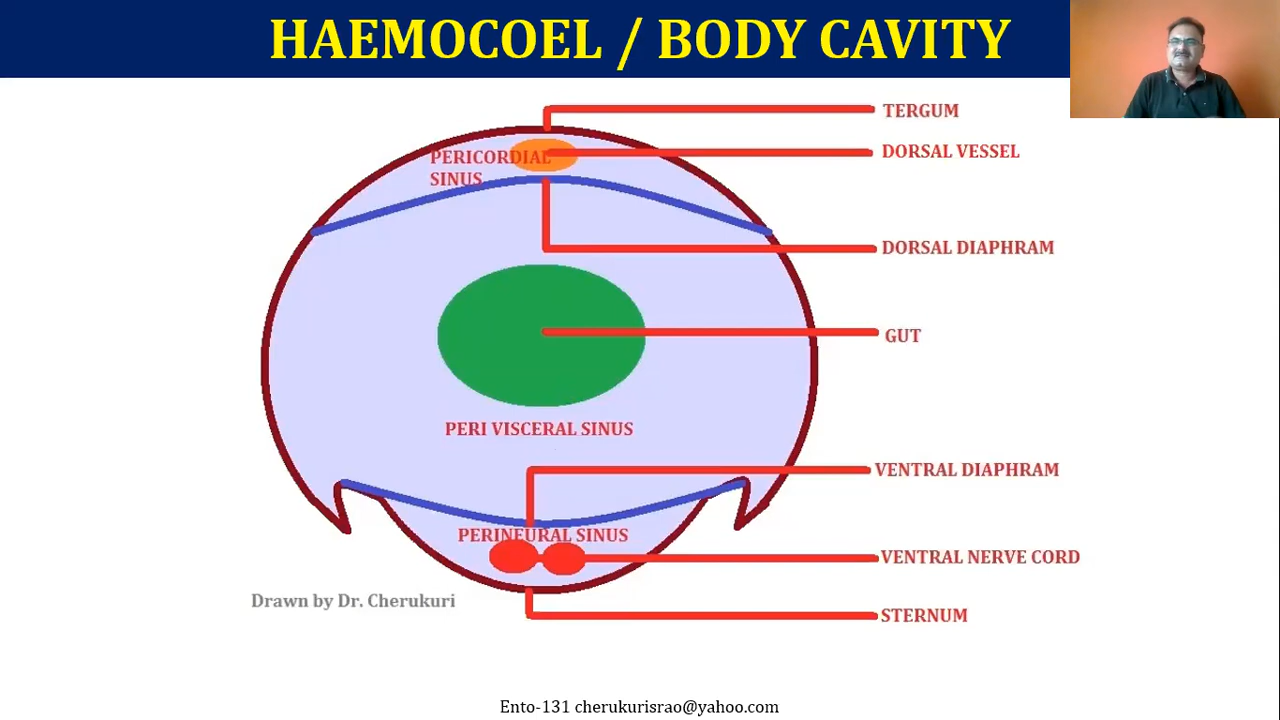 HAEMOCOEL / BODY CAVITY
TERGUM
PERICORDIAL
SINUS
DORSAL VESSEL
DORSAL DIAPHRAM
GUT
PERI VISCERAL SINUS
VENTRAL DIAPHRAM
PERINEURAL SINUS
VENTRAL NERVE CORD
Drawn by Dr. Cherukuri
STERNUM
Ento-131 cherukurisrao@yahoo.com